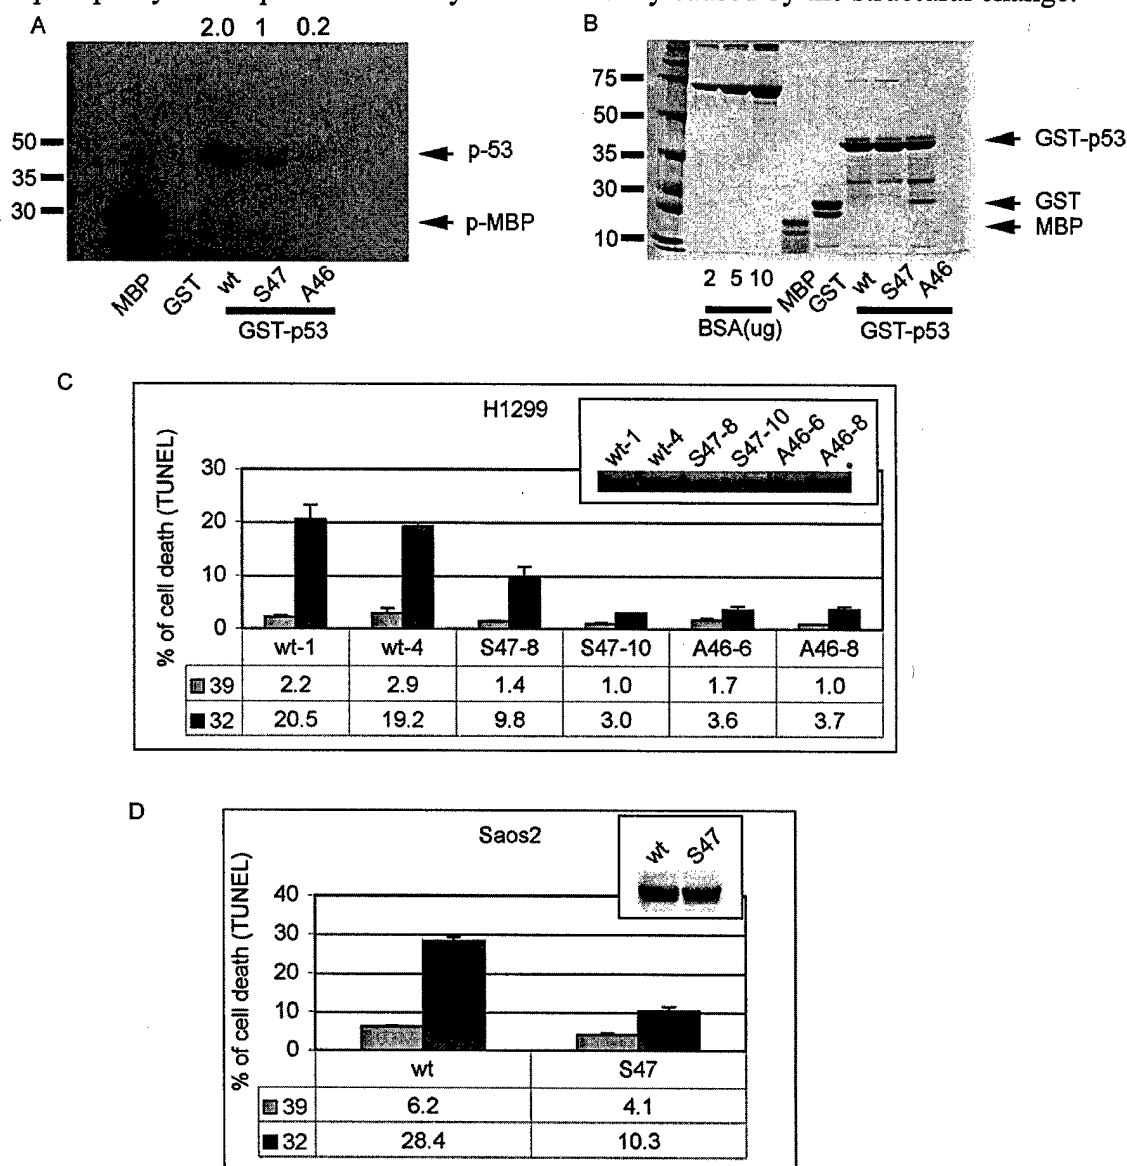 caused by the structural change.
A
2.0 1 0.2
50
35
30
p-53
p-MBP
MBP GST wt S47 A46
GST-p53
B
75
50
35
30
10
GST-p53
GST
MBP
2 5 10 MBP GST wt S47 A46
BSA(ug) GST-p53
C
H1299
wt-1 wt-4 S47-8 S47-10 A46-6 A46-8
% of cell death (TUNEL)
30
20
10
0
wt-1 wt-4 S47-8 S47-10 A46-6 A46-8
39 2.2 2.9 1.4 1.0 1.7 1.0
32 20.5 19.2 9.8 3.0 3.6 3.7
D
Saos2
wt S47
% of cell death (TUNEL)
40
30
20
10
0
wt S47
39 6.2 4.1
32 28.4 10.3